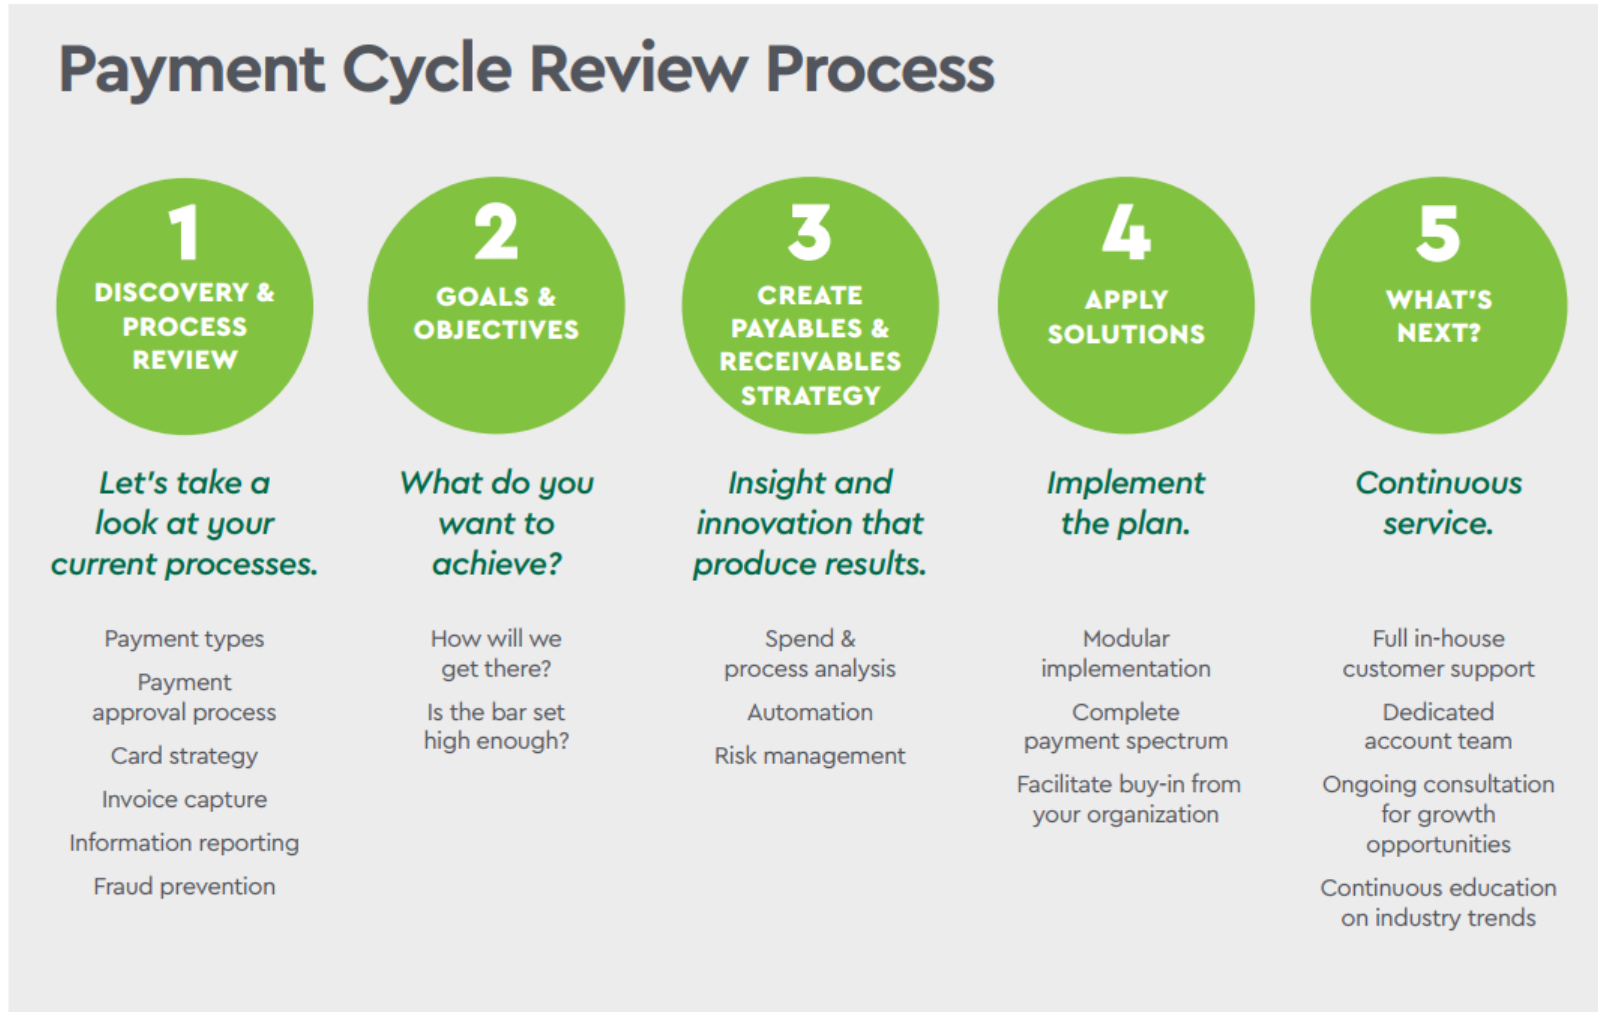 Payment Cycle Review Process
1
DISCOVERY &
PROCESS
REVIEW
Let's take a
look at your
current processes.
Payment types
Payment
approval process
Card strategy
Invoice capture
Information reporting
Fraud prevention
2
GOALS &
OBJECTIVES
What do you
want to
achieve?
How will we
get there?
Is the bar set
high enough?
3
CREATE
PAYABLES &
RECEIVABLES
STRATEGY
Insight and
innovation that
produce results.
Spend &
process analysis
Automation
Risk management
4
APPLY
SOLUTIONS
Implement
the plan.
Modular
implementation
Complete
payment spectrum
Facilitate buy-in from
your organization
5
WHAT'S
NEXT?
Continuous
service.
Full in-house
customer support
Dedicated
account team
Ongoing consultation
for growth
opportunities
Continuous education
on industry trends